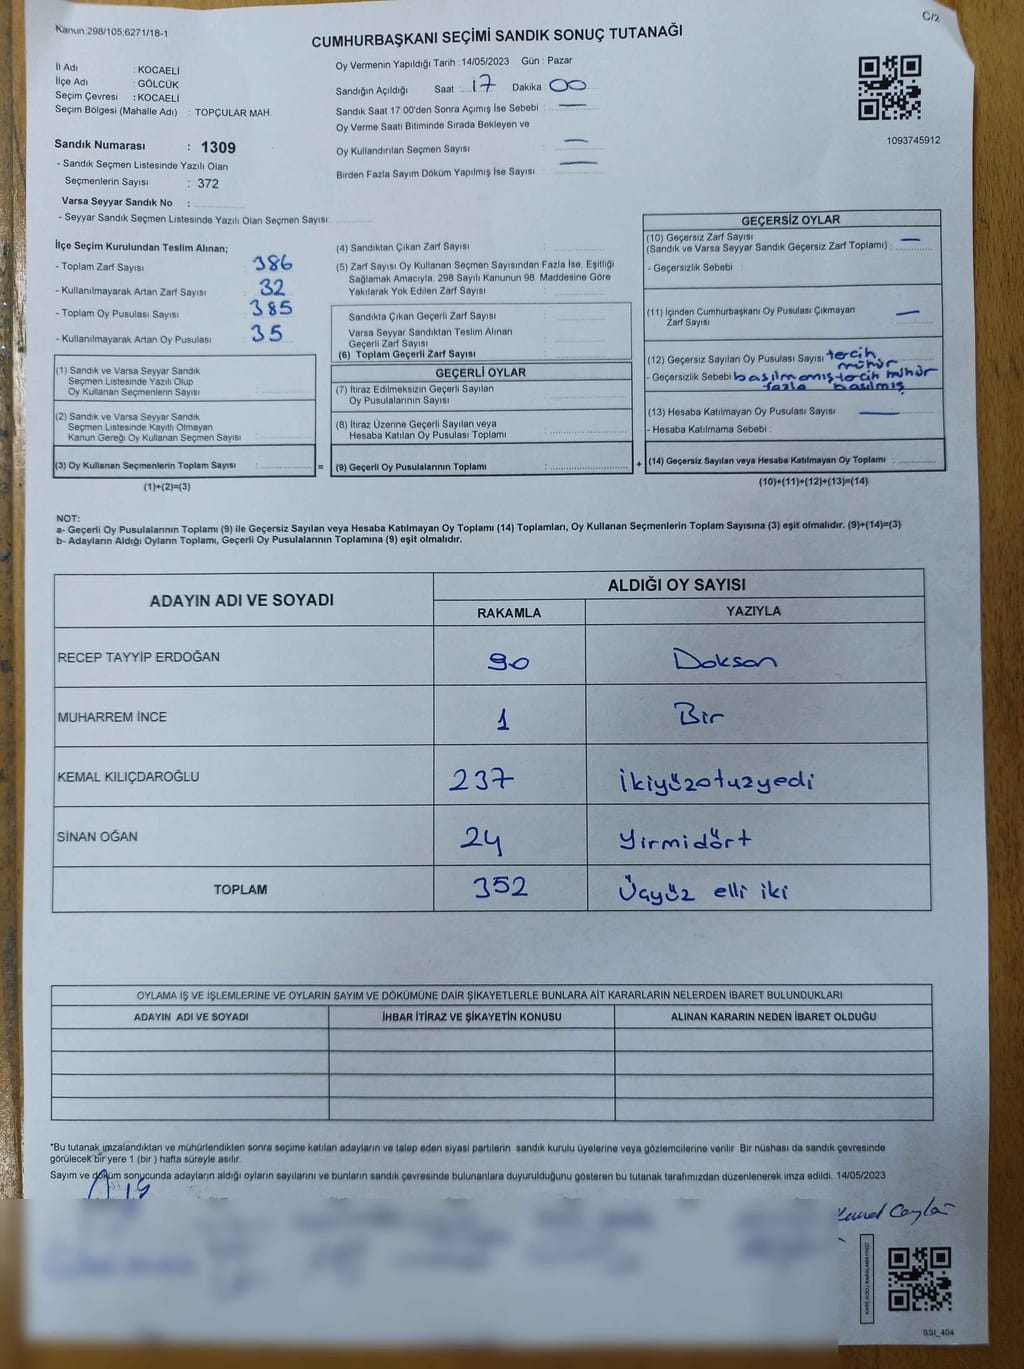 Kanun 298/105,6271/18-1
C/2
CUMHURBAŞKANI SEÇİMİ SANDIK SONUÇ TUTANAĞI
İl Adı : KOCAELİ
İlçe Adı : GÖLCÜK
Seçim Çevresi : KOCAELİ
Seçim Bölgesi (Mahalle Adı) : TOPÇULAR MAH.
Oy Vermenin Yapıldığı Tarih : 14/05/2023 Gün : Pazar
Sandığın Açıldığı Saat : 17 Dakika : 00
Sandık Saat 17:00'den Sonra Açımış İse Sebebi : —
Oy Verme Saati Bitiminde Sırada Bekleyen ve
Oy Kullandırılan Seçmen Sayısı : —
Birden Fazla Sayım Döküm Yapılmış İse Sayısı : —
1093745912
Sandık Numarası : 1309
- Sandık Seçmen Listesinde Yazılı Olan
Seçmenlerin Sayısı : 372
Varsa Seyyar Sandık No :
- Seyyar Sandık Seçmen Listesinde Yazılı Olan Seçmen Sayısı:
İlçe Seçim Kurulundan Teslim Alınan;
- Toplam Zarf Sayısı 386
- Kullanılmayarak Artan Zarf Sayısı 32
- Toplam Oy Pusulası Sayısı 385
- Kullanılmayarak Artan Oy Pusulası 35
(1) Sandık ve Varsa Seyyar Sandık
Seçmen Listesinde Yazılı Olup
Oy Kullanan Seçmenlerin Sayısı :
(2) Sandık ve Varsa Seyyar Sandık
Seçmen Listesinde Kayıtlı Olmayan
Kanun Gereği Oy Kullanan Seçmen Sayısı :
(3) Oy Kullanan Seçmenlerin Toplam Sayısı :
(1)+(2)=(3)
(4) Sandıktan Çıkan Zarf Sayısı :
(5) Zarf Sayısı Oy Kullanan Seçmen Sayısından Fazla İse, Eşitliği
Sağlamak Amacıyla, 298 Sayılı Kanunun 98. Maddesine Göre
Yakılarak Yok Edilen Zarf Sayısı :
Sandıkta Çıkan Geçerli Zarf Sayısı :
Varsa Seyyar Sandıktan Teslim Alınan
Geçerli Zarf Sayısı :
(6) Toplam Geçerli Zarf Sayısı :
GEÇERLİ OYLAR
(7) İtiraz Edilmeksizin Geçerli Sayılan
Oy Pusulalarının Sayısı :
(8) İtiraz Üzerine Geçerli Sayılan veya
Hesaba Katılan Oy Pusulası Toplamı :
= (9) Geçerli Oy Pusulalarının Toplamı :
GEÇERSİZ OYLAR
(10) Geçersiz Zarf Sayısı —
(Sandık ve Varsa Seyyar Sandık Geçersiz Zarf Toplamı) :
- Geçersizlik Sebebi :
(11) İçinden Cumhurbaşkanı Oy Pusulası Çıkmayan —
Zarf Sayısı :
(12) Geçersiz Sayılan Oy Pusulası Sayısı : tercih mühür
- Geçersizlik Sebebi : basılmamış-tercih mühür
fazla basılmış
(13) Hesaba Katılmayan Oy Pusulası Sayısı : —
- Hesaba Katılmama Sebebi :
+ (14) Geçersiz Sayılan veya Hesaba Katılmayan Oy Toplamı :
(10)+(11)+(12)+(13)=(14)
NOT:
a- Geçerli Oy Pusulalarının Toplamı (9) ile Geçersiz Sayılan veya Hesaba Katılmayan Oy Toplamı (14) Toplamları, Oy Kullanan Seçmenlerin Toplam Sayısına (3) eşit olmalıdır. (9)+(14)=(3)
b- Adayların Aldığı Oyların Toplamı, Geçerli Oy Pusulalarının Toplamına (9) eşit olmalıdır.
ADAYIN ADI VE SOYADI
ALDIĞI OY SAYISI
RAKAMLA YAZIYLA
RECEP TAYYİP ERDOĞAN 90 Doksan
MUHARREM İNCE 1 Bir
KEMAL KILIÇDAROĞLU 237 İkiyüzotuzyedi
SİNAN OĞAN 24 Yirmidört
TOPLAM 352 Üçyüz elli iki
OYLAMA İŞ VE İŞLEMLERİNE VE OYLARIN SAYIM VE DÖKÜMÜNE DAİR ŞİKAYETLERLE BUNLARA AİT KARARLARIN NELERDEN İBARET BULUNDUKLARI
ADAYIN ADI VE SOYADI İHBAR İTİRAZ VE ŞİKAYETİN KONUSU ALINAN KARARIN NEDEN İBARET OLDUĞU
*Bu tutanak imzalandıktan ve mühürlendikten sonra seçime katılan adayların ve talep eden siyasi partilerin sandık kurulu üyelerine veya gözlemcilerine verilir. Bir nüshası da sandık çevresinde
görülecek bir yere 1 (bir) hafta süreyle asılır.
Sayım ve döküm sonucunda adayların aldığı oyların sayılarını ve bunların sandık çevresinde bulunanlara duyurulduğunu gösteren bu tutanak tarafımızdan düzenlenerek imza edildi. 14/05/2023
KARE KODU KARALAMAYINIZ!
SSI_404